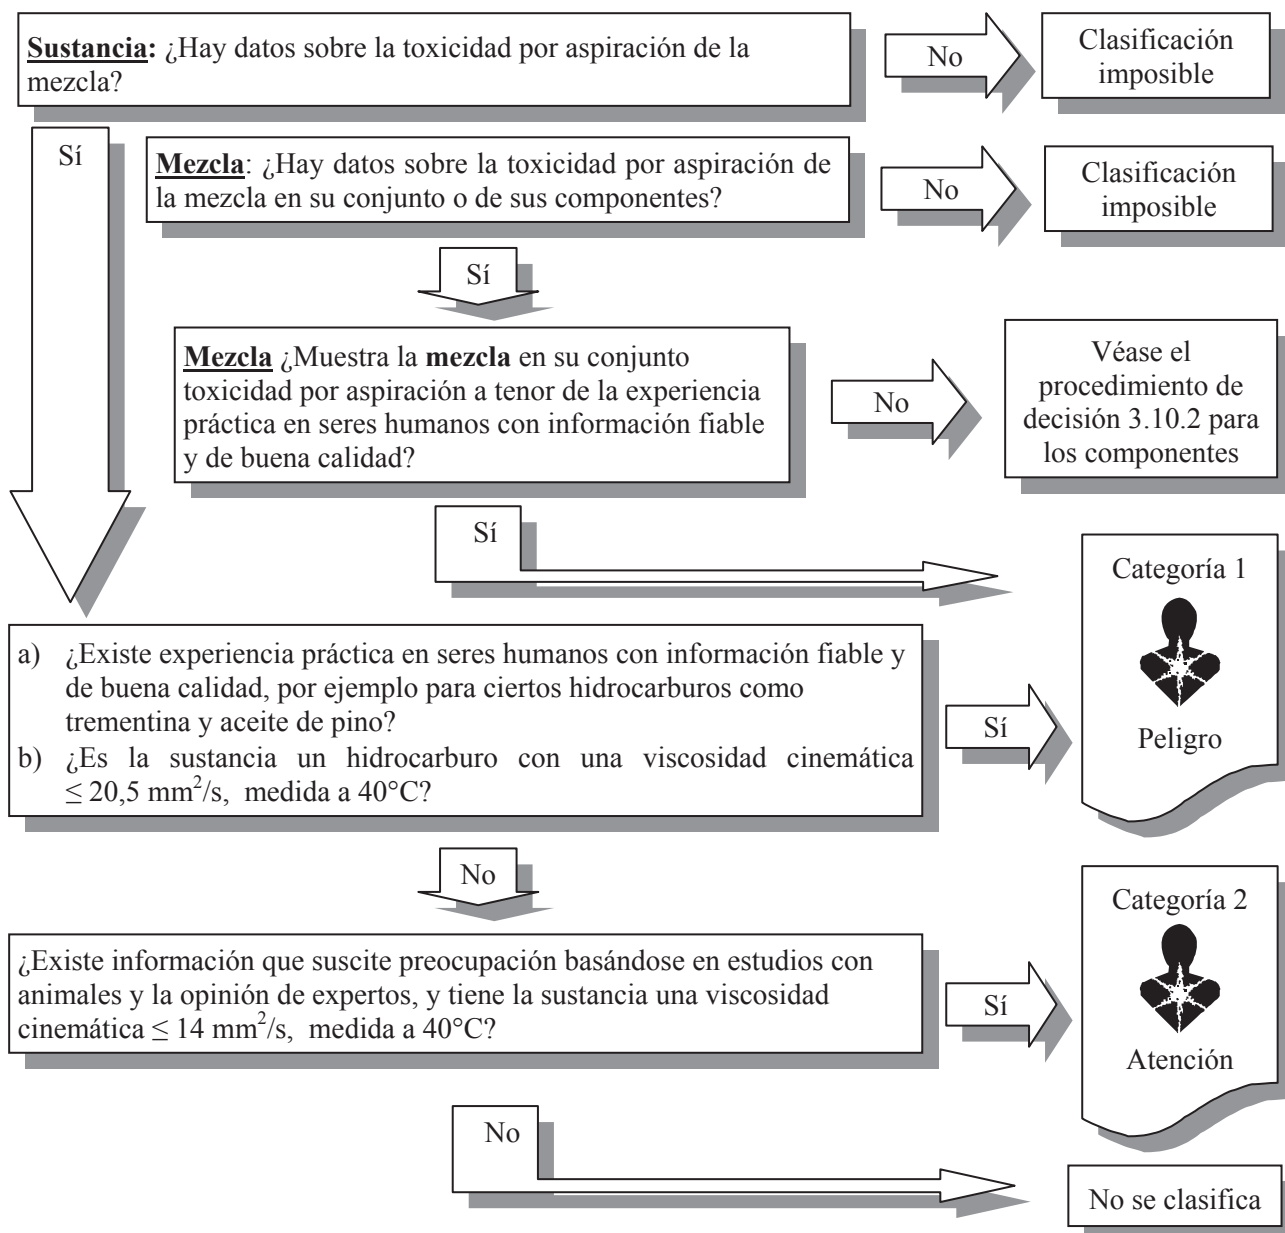 Sustancia: ¿Hay datos sobre la toxicidad por aspiración de la
mezcla?
No
Clasificación
imposible
Sí
Mezcla: ¿Hay datos sobre la toxicidad por aspiración de
la mezcla en su conjunto o de sus componentes?
No
Clasificación
imposible
Sí
Mezcla ¿Muestra la mezcla en su conjunto
toxicidad por aspiración a tenor de la experiencia
práctica en seres humanos con información fiable
y de buena calidad?
No
Véase el
procedimiento de
decisión 3.10.2 para
los componentes
Sí
Categoría 1
Peligro
a) ¿Existe experiencia práctica en seres humanos con información fiable y
de buena calidad, por ejemplo para ciertos hidrocarburos como
trementina y aceite de pino?
b) ¿Es la sustancia un hidrocarburo con una viscosidad cinemática
≤ 20,5 mm²/s, medida a 40°C?
Sí
No
Categoría 2
Atención
¿Existe información que suscite preocupación basándose en estudios con
animales y la opinión de expertos, y tiene la sustancia una viscosidad
cinemática ≤ 14 mm²/s, medida a 40°C?
Sí
No
No se clasifica